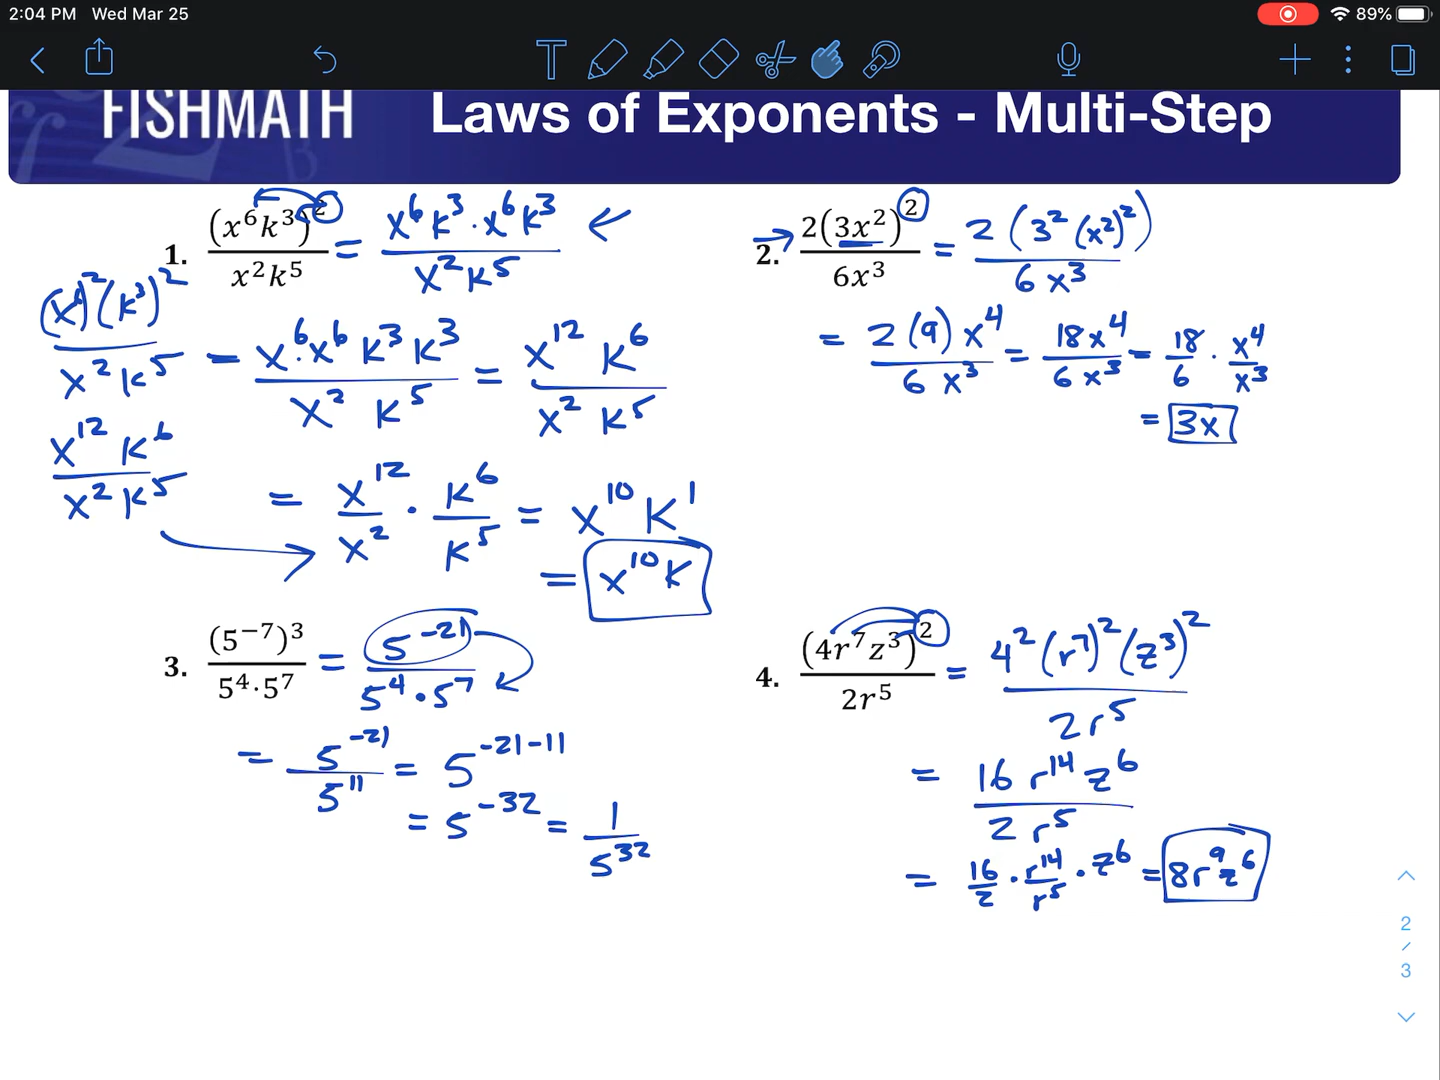 2:04 PM Wed Mar 25
89%
T
FISHMATH
Laws of Exponents - Multi-Step
1. (x⁶k³)² / x²k⁵ = x⁶k³ · x⁶k³ / x²k⁵
(x⁶)²(k³)² / x²k⁵
= x⁶·x⁶ k³k³ / x² k⁵ = x¹² k⁶ / x² k⁵
x¹² k⁶ / x² k⁵
= x¹²/x² · k⁶/k⁵ = x¹⁰ k¹
= x¹⁰k
2. 2(3x²)² / 6x³ = 2(3²(x²)²) / 6x³
= 2(9)x⁴ / 6x³ = 18x⁴ / 6x³ = 18/6 · x⁴/x³
= 3x
3. (5⁻⁷)³ / 5⁴·5⁷ = 5⁻²¹ / 5⁴·5⁷
= 5⁻²¹ / 5¹¹ = 5⁻²¹⁻¹¹
= 5⁻³² = 1 / 5³²
4. (4r⁷z³)² / 2r⁵ = 4²(r⁷)²(z³)² / 2r⁵
= 16 r¹⁴ z⁶ / 2 r⁵
= 16/2 · r¹⁴/r⁵ · z⁶ = 8r⁹z⁶
2
/
3